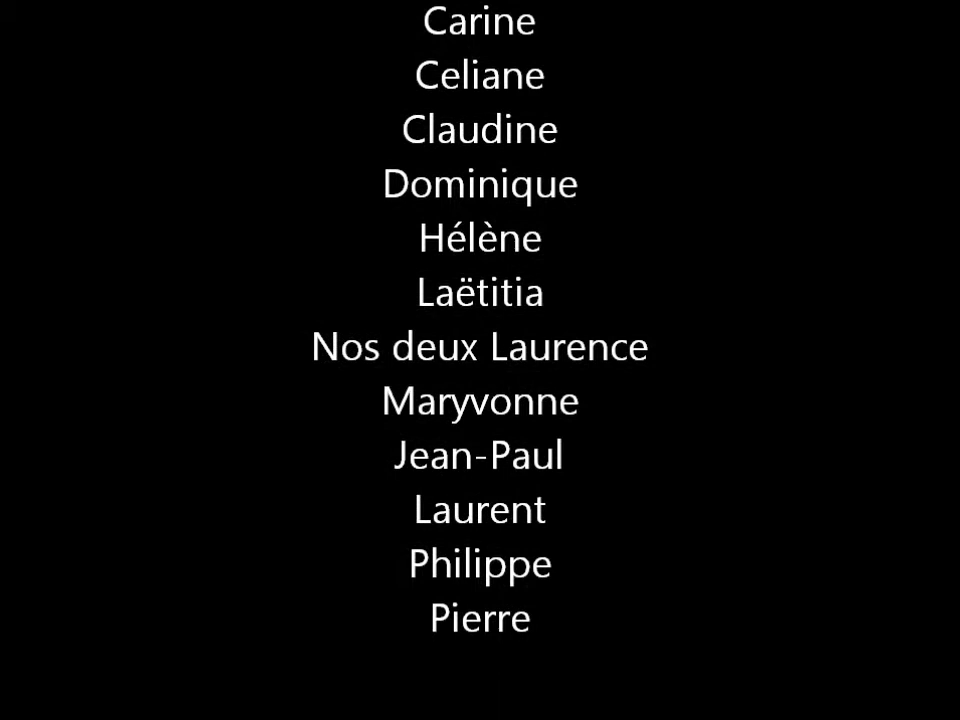 Carine
Celiane
Claudine
Dominique
Hélène
Laëtitia
Nos deux Laurence
Maryvonne
Jean-Paul
Laurent
Philippe
Pierre